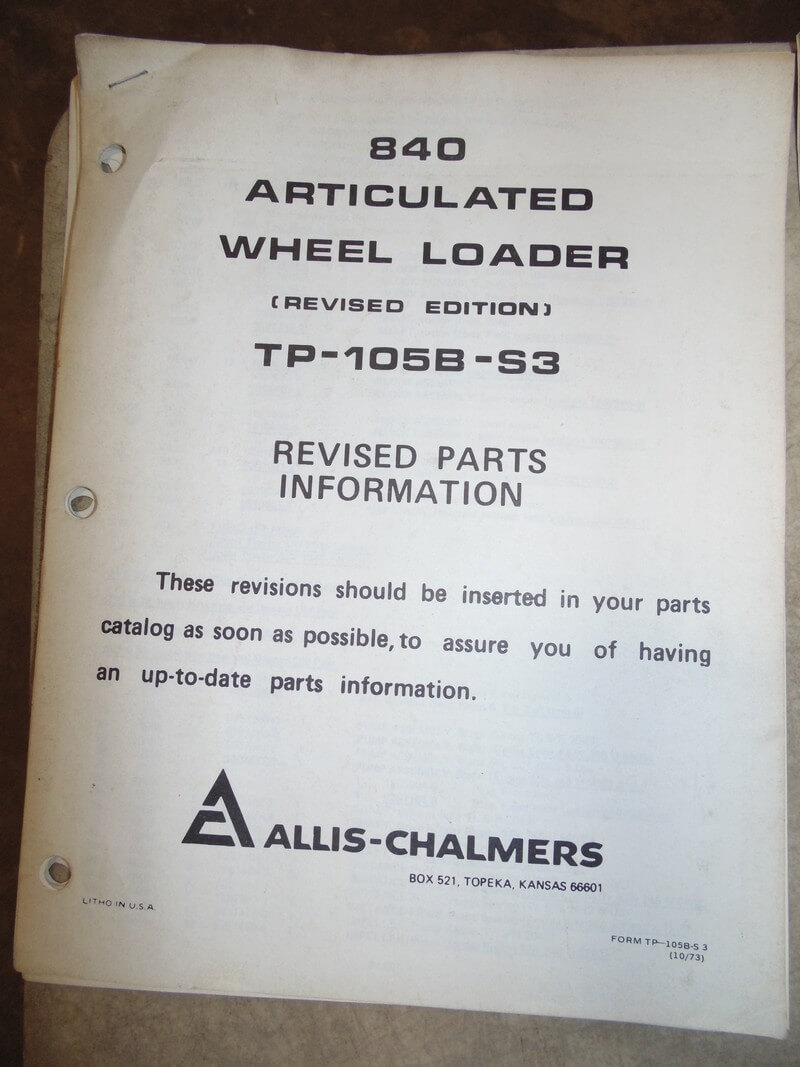 840
ARTICULATED
WHEEL LOADER
(REVISED EDITION)
TP-105B-S3
REVISED PARTS
INFORMATION
These revisions should be inserted in your parts
catalog as soon as possible, to assure you of having
an up-to-date parts information.
ALLIS-CHALMERS
BOX 521, TOPEKA, KANSAS 66601
LITHO IN U.S.A.
FORM TP-105B-S 3
(10/73)